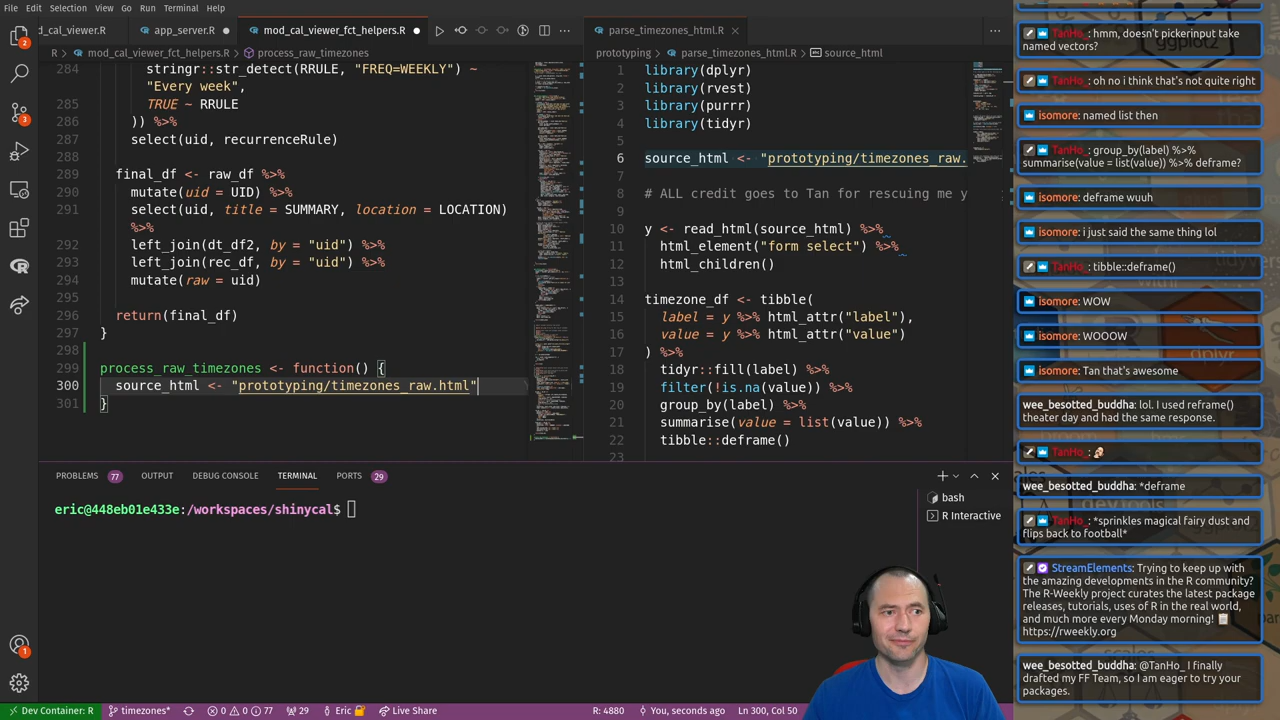 File Edit Selection View Go Run Terminal Help
d_cal_viewer.R
app_server.R
mod_cal_viewer_fct_helpers.R
parse_timezones_html.R
R > mod_cal_viewer_fct_helpers.R > process_raw_timezones
prototyping > parse_timezones_html.R > source_html
284 stringr::str_detect(RRULE, "FREQ=WEEKLY") ~
"Every week",
285 TRUE ~ RRULE
286 )) %>%
287 select(uid, recurrenceRule)
288
289 final_df <- raw_df %>%
290 mutate(uid = UID) %>%
291 select(uid, title = SUMMARY, location = LOCATION)
%>%
292 left_join(dt_df2, by = "uid") %>%
293 left_join(rec_df, by = "uid") %>%
294 mutate(raw = uid)
295
296 return(final_df)
297 }
298
299 process_raw_timezones <- function() {
300 source_html <- "prototyping/timezones_raw.html"
301 }
1 library(dplyr)
2 library(rvest)
3 library(purrr)
4 library(tidyr)
5
6 source_html <- "prototyping/timezones_raw.
7
8 # ALL credit goes to Tan for rescuing me y
9
10 y <- read_html(source_html) %>%
11 html_element("form select") %>%
12 html_children()
13
14 timezone_df <- tibble(
15 label = y %>% html_attr("label"),
16 value = y %>% html_attr("value")
17 ) %>%
18 tidyr::fill(label) %>%
19 filter(!is.na(value)) %>%
20 group_by(label) %>%
21 summarise(value = list(value)) %>%
22 tibble::deframe()
23
PROBLEMS 77 OUTPUT DEBUG CONSOLE TERMINAL PORTS 29
eric@448eb01e433e:/workspaces/shinycal$
bash
R Interactive
TanHo_: hmm, doesn't pickerinput take
named vectors?
TanHo_: oh no i think that's not quite right
isomore: named list then
TanHo_: group_by(label) %>%
summarise(value = list(value)) %>% deframe?
isomore: deframe wuuh
isomore: i just said the same thing lol
TanHo_: tibble::deframe()
isomore: WOW
isomore: WOOOW
isomore: Tan that's awesome
wee_besotted_buddha: lol. I used reframe()
theater day and had the same response.
TanHo_:
wee_besotted_buddha: *deframe
TanHo_: *sprinkles magical fairy dust and
flips back to football*
StreamElements: Trying to keep up with
the amazing developments in the R community?
The R-Weekly project curates the latest package
releases, tutorials, uses of R in the real world,
and much more every Monday morning!
https://rweekly.org
wee_besotted_buddha: @TanHo_ I finally
drafted my FF Team, so I am eager to try your
packages.
Dev Container: R timezones* 0 0 77 29 Eric Live Share R: 4880 You, seconds ago Ln 300, Col 50